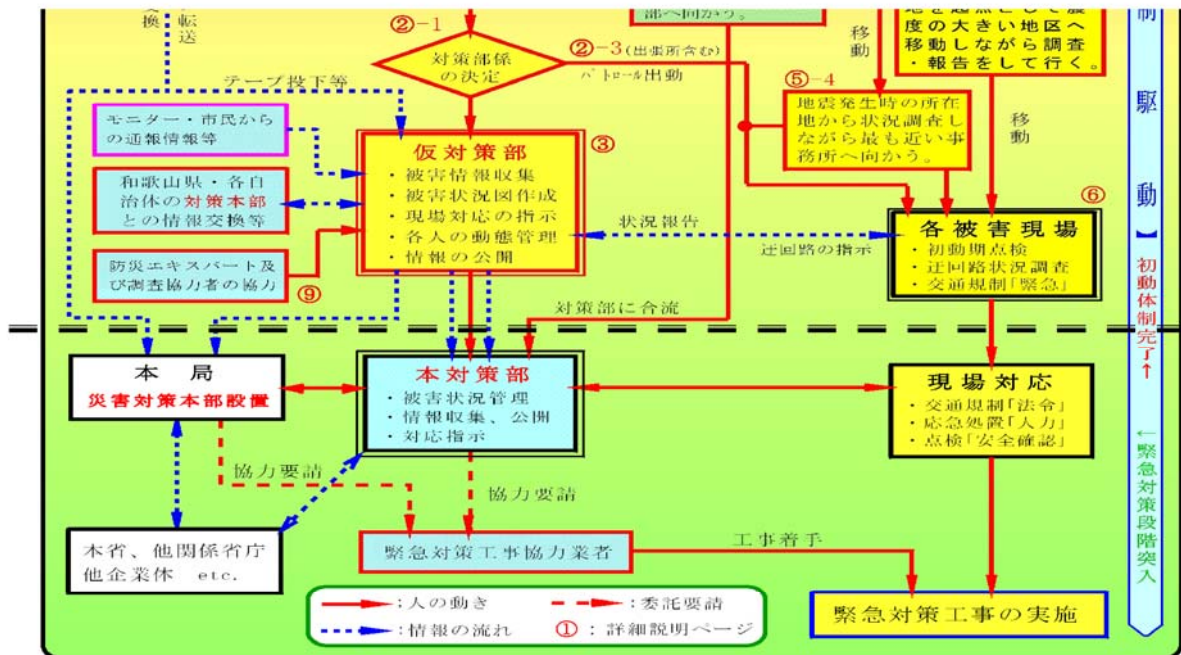 換
転送
②-1
対策部係
の決定
②-3(出張所含む)
パトロール出動
部へ向かう。
移動
地を起点として震
度の大きい地区へ
移動しながら調査
・報告をして行く。
制
駆
動
】
初動体制完了↑
←緊急対策段階突入
テープ投下等
モニター・市民から
の通報情報等
和歌山県・各自
治体の対策本部
との情報交換等
防災エキスパート及
び調査協力者の協力
⑨
③
仮対策部
・被害情報収集
・被害状況図作成
・現場対応の指示
・各人の動態管理
・情報の公開
⑤-4
地震発生時の所在
地から状況調査し
ながら最も近い事
務所へ向かう。
移動
⑥
状況報告
迂回路の指示
各被害現場
・初動期点検
・迂回路状況調査
・交通規制「緊急」
対策部に合流
本 局
災害対策本部設置
本対策部
・被害状況管理
・情報収集、公開
・対応指示
現場対応
・交通規制「法令」
・応急処置「人力」
・点検「安全確認」
協力要請
協力要請
本省、他関係省庁
他企業体 etc.
緊急対策工事協力業者
工事着手
緊急対策工事の実施
:人の動き
:委託要請
:情報の流れ
① : 詳細説明ページ